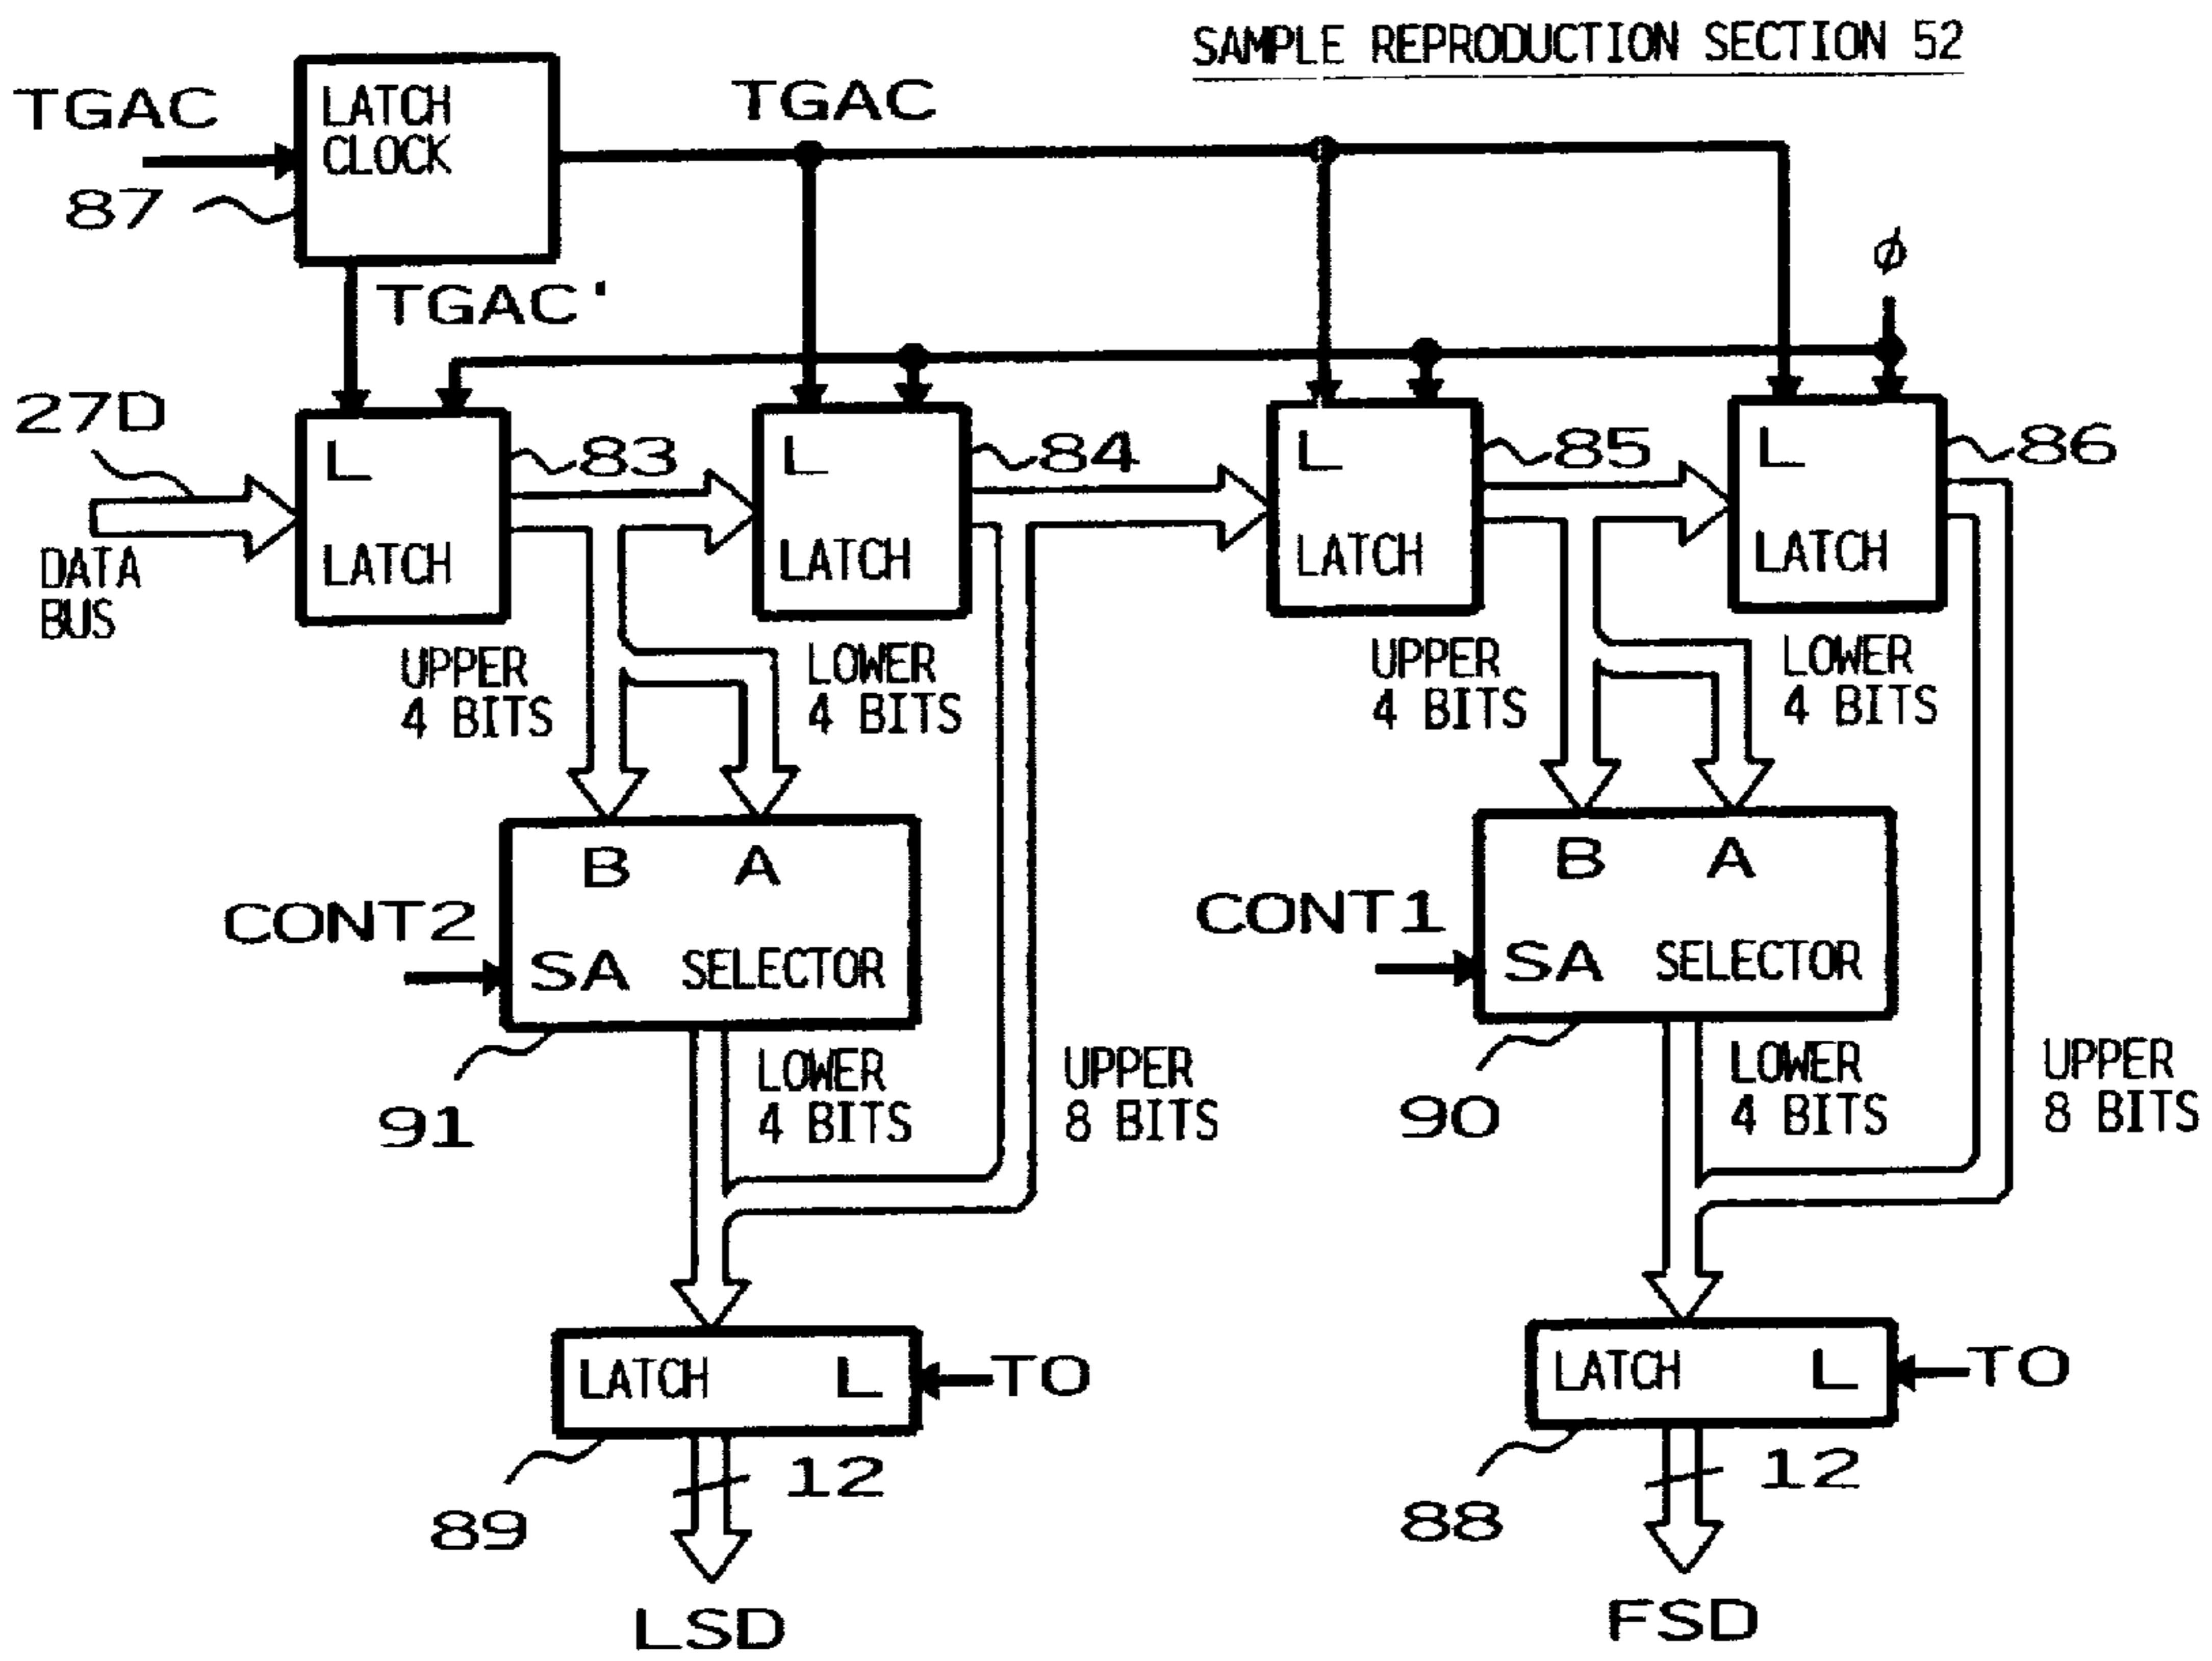 SAMPLE REPRODUCTION SECTION 52
TGAC
LATCH
CLOCK
TGAC
87
φ
TGAC'
27D
L
83
L
84
L
85
L
86
DATA
BUS
LATCH
LATCH
LATCH
LATCH
UPPER
4 BITS
LOWER
4 BITS
UPPER
4 BITS
LOWER
4 BITS
B A
B A
CONT2
SA SELECTOR
CONT1
SA SELECTOR
91
LOWER
4 BITS
UPPER
8 BITS
90
LOWER
4 BITS
UPPER
8 BITS
LATCH L
TO
LATCH L
TO
89
12
88
12
LSD
FSD